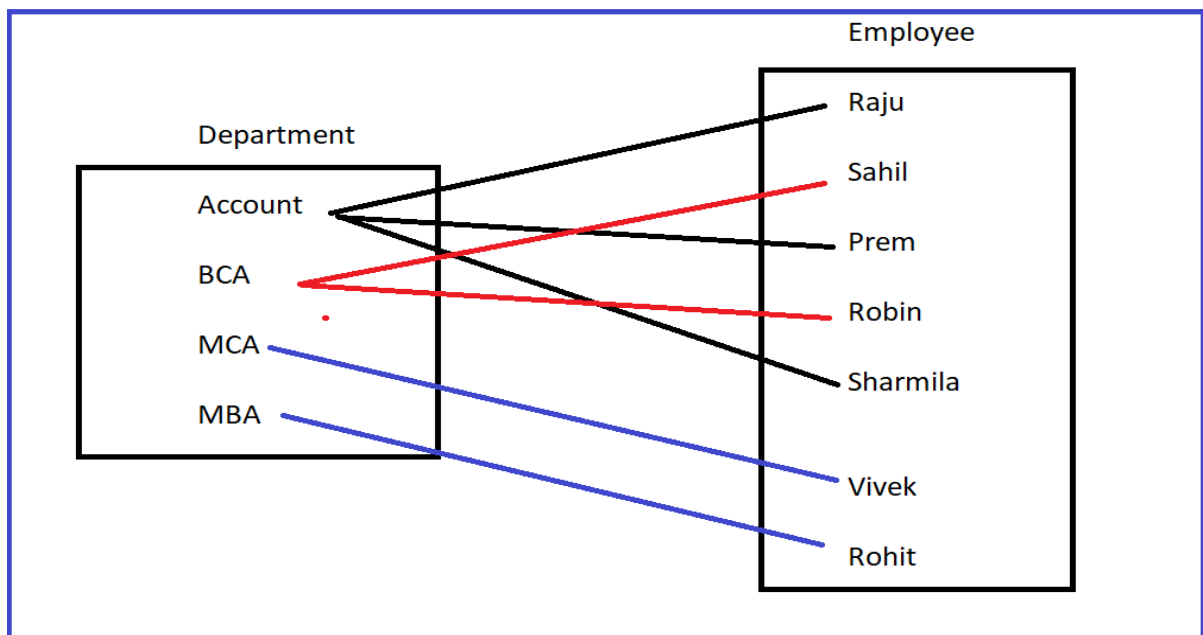 Department
Account
BCA
MCA
MBA
Employee
Raju
Sahil
Prem
Robin
Sharmila
Vivek
Rohit